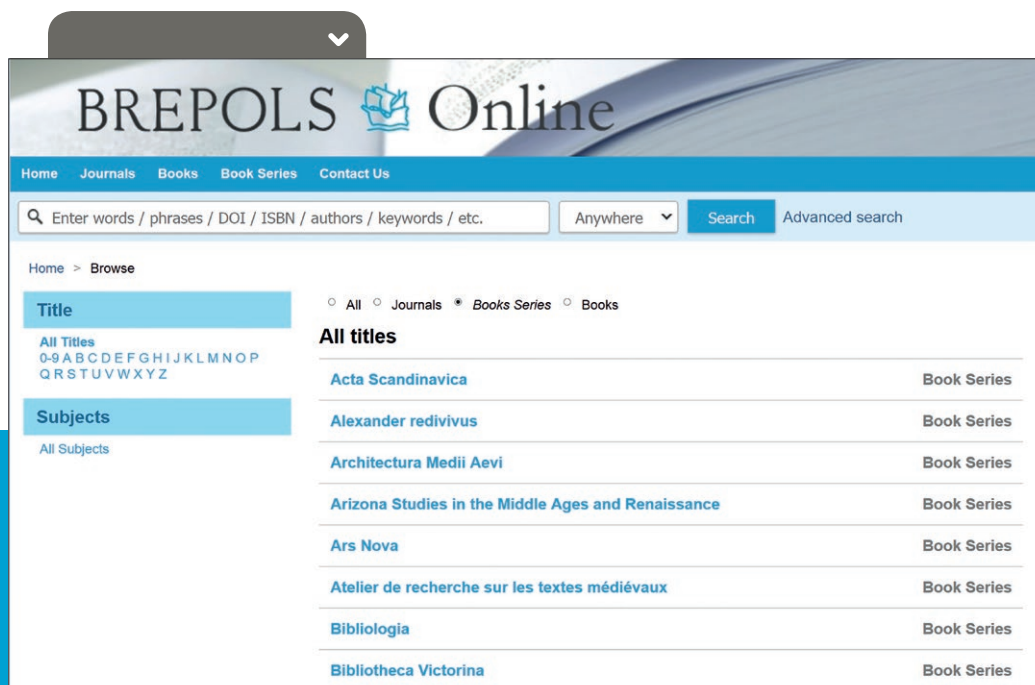 BREPOLS Online
Home Journals Books Book Series Contact Us
Enter words / phrases / DOI / ISBN / authors / keywords / etc. Anywhere Search Advanced search
Home > Browse
Title
All Titles
0-9 A B C D E F G H I J K L M N O P
Q R S T U V W X Y Z
Subjects
All Subjects
All Journals Books Series Books
All titles
Acta Scandinavica Book Series
Alexander redivivus Book Series
Architectura Medii Aevi Book Series
Arizona Studies in the Middle Ages and Renaissance Book Series
Ars Nova Book Series
Atelier de recherche sur les textes médiévaux Book Series
Bibliologia Book Series
Bibliotheca Victorina Book Series